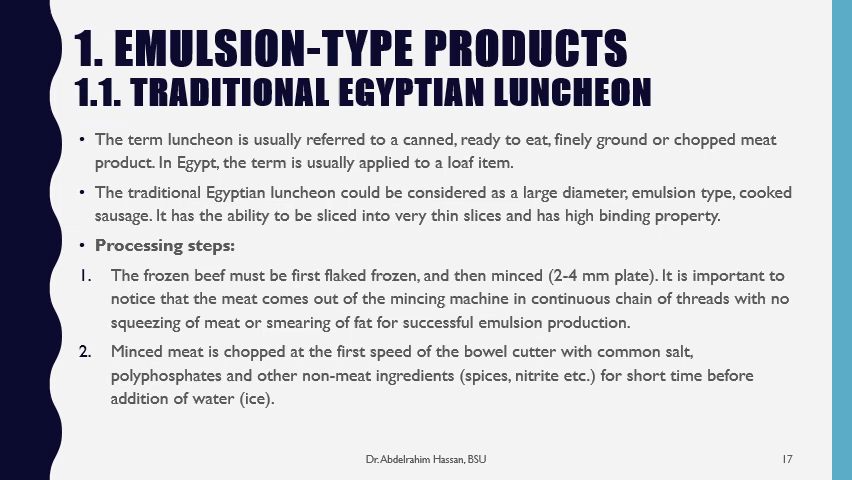 1. EMULSION-TYPE PRODUCTS
1.1. TRADITIONAL EGYPTIAN LUNCHEON
• The term luncheon is usually referred to a canned, ready to eat, finely ground or chopped meat
product. In Egypt, the term is usually applied to a loaf item.
• The traditional Egyptian luncheon could be considered as a large diameter, emulsion type, cooked
sausage. It has the ability to be sliced into very thin slices and has high binding property.
• Processing steps:
1. The frozen beef must be first flaked frozen, and then minced (2-4 mm plate). It is important to
notice that the meat comes out of the mincing machine in continuous chain of threads with no
squeezing of meat or smearing of fat for successful emulsion production.
2. Minced meat is chopped at the first speed of the bowel cutter with common salt,
polyphosphates and other non-meat ingredients (spices, nitrite etc.) for short time before
addition of water (ice).
Dr. Abdelrahim Hassan, BSU
17